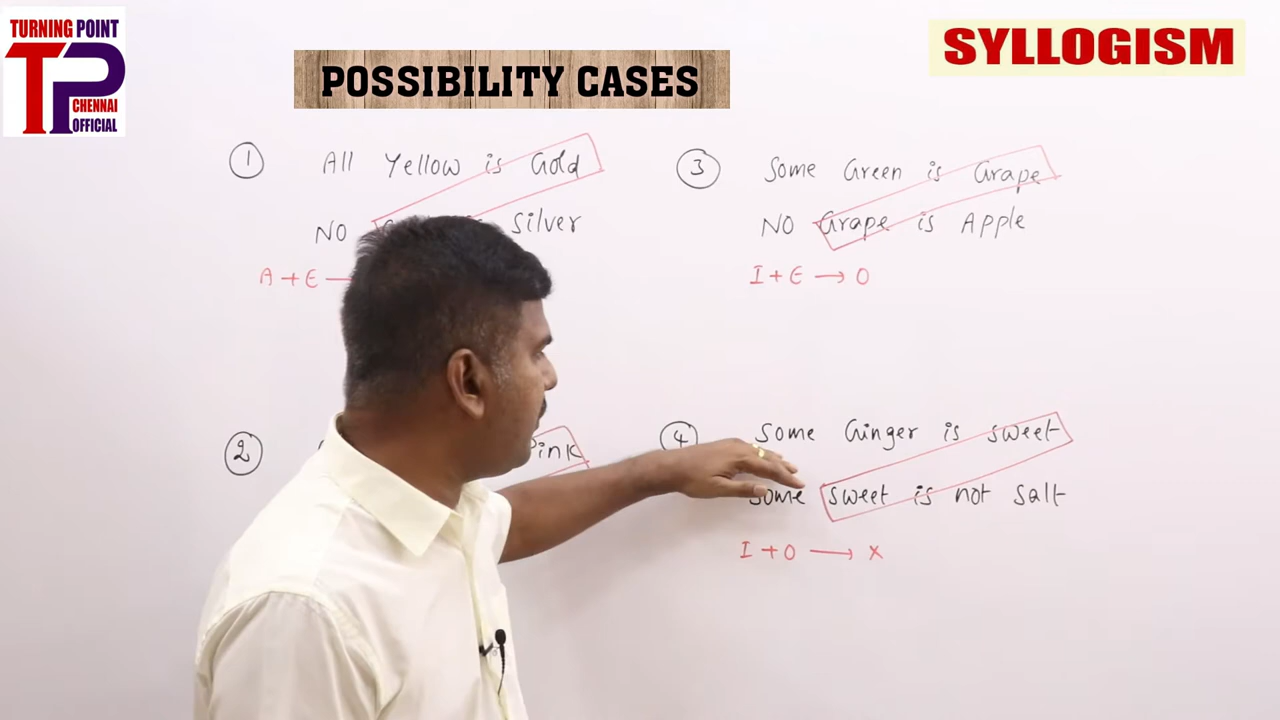 TURNING POINT
TP
CHENNAI
OFFICIAL
SYLLOGISM
POSSIBILITY CASES
1 All Yellow is Gold
NO is Silver
A + E →
2 Pink
3 Some Green is Grape
NO Grape is Apple
I + E → O
4 Some Ginger is sweet
Some sweet is not salt
I + O → X